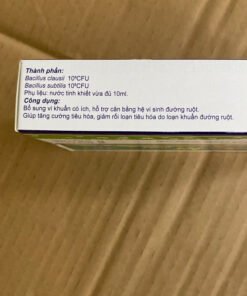 Thành phần:
Bacillus clausii 10⁸CFU
Bacillus subtilis 10⁸CFU
Phụ liệu: nước tinh khiết vừa đủ 10ml.
Công dụng:
Bổ sung vi khuẩn có ích, hỗ trợ cân bằng hệ vi sinh đường ruột.
Giúp tăng cường tiêu hóa, giảm rối loạn tiêu hóa do loạn khuẩn đường ruột.